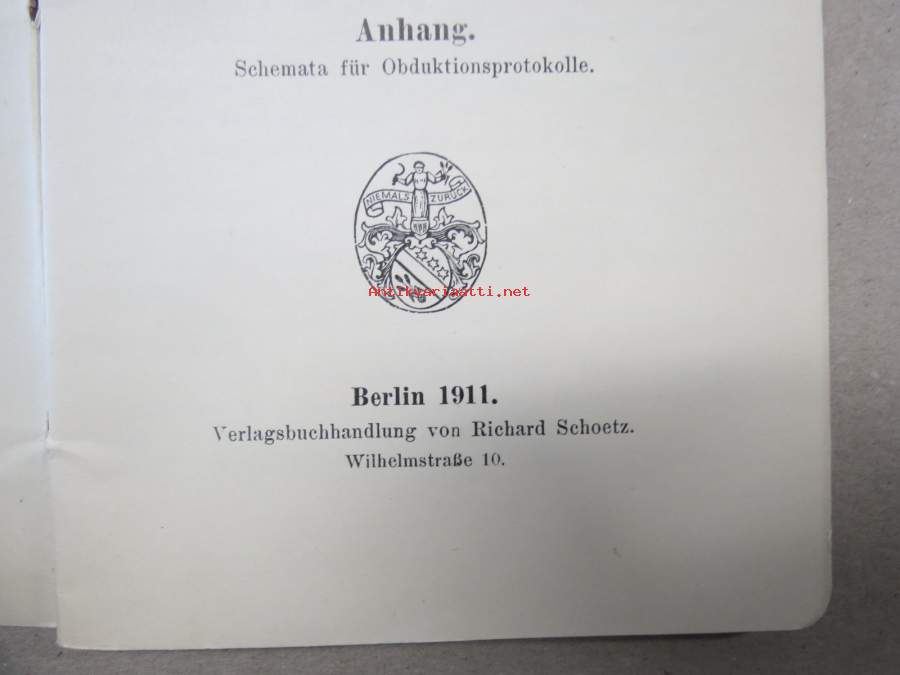 Anhang.
Schemata für Obduktionsprotokolle.
NIEMALS ZURÜCK
Antikvariaatti.net
Berlin 1911.
Verlagsbuchhandlung von Richard Schoetz.
Wilhelmstraße 10.